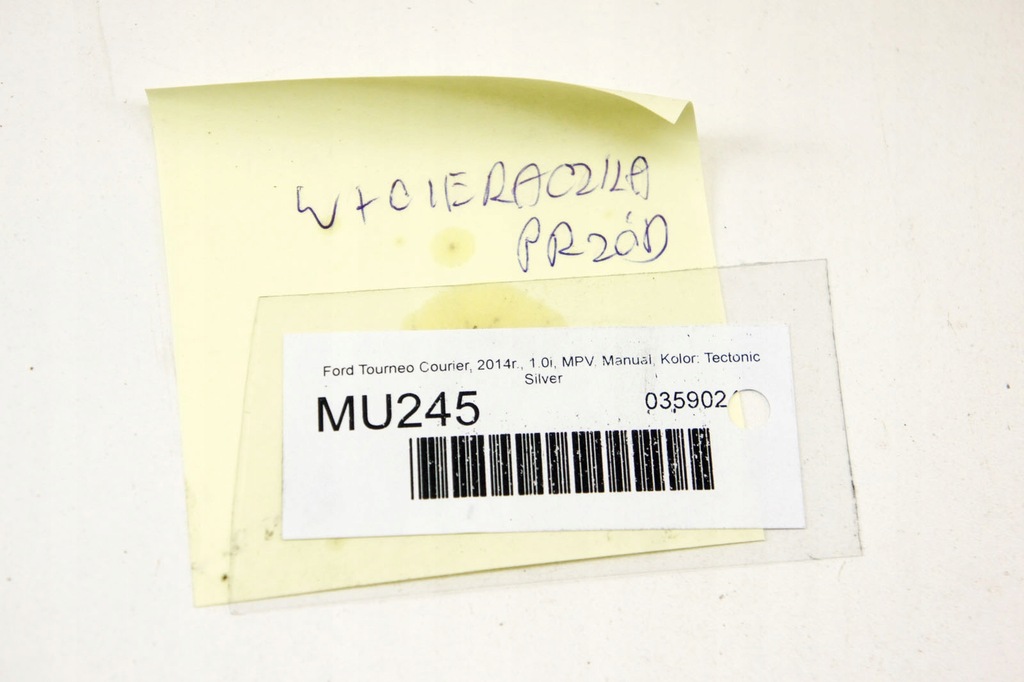 WYCIERACZKA
PRZÓD
Ford Tourneo Courier, 2014r., 1.0i, MPV, Manual, Kolor: Tectonic
Silver
MU245
035902